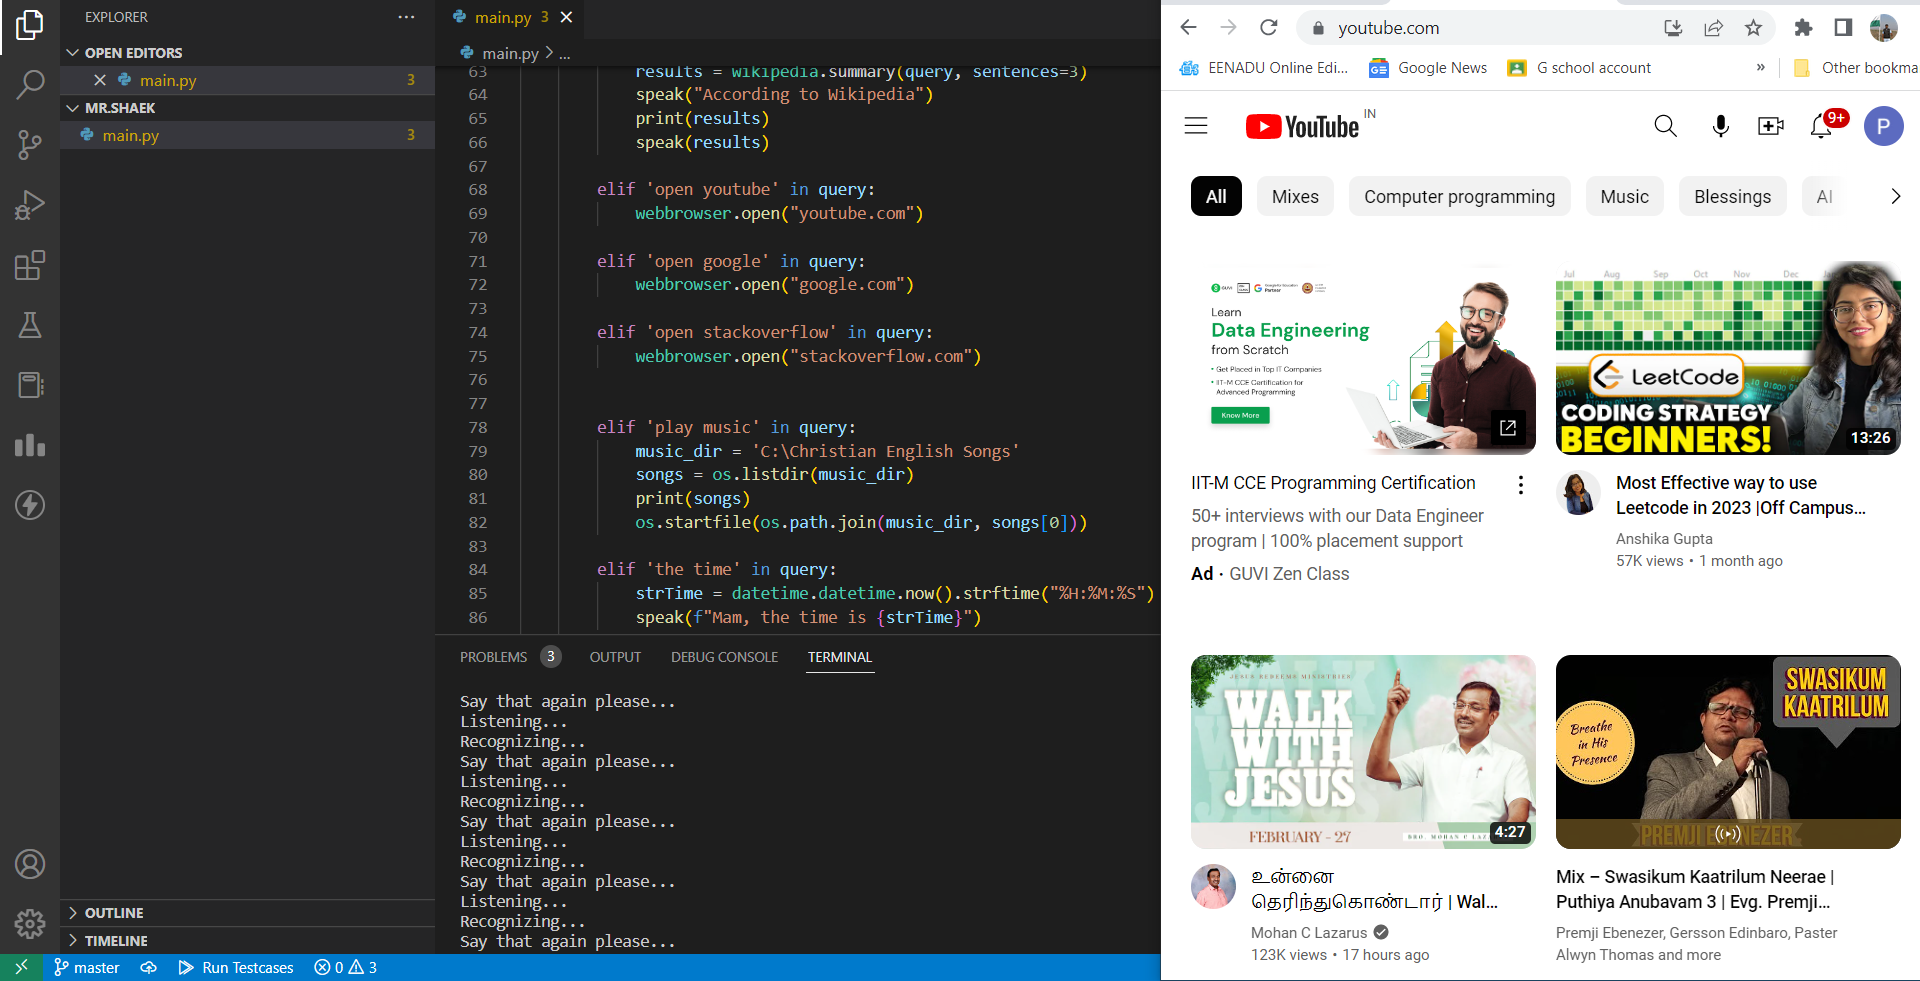 EXPLORER
OPEN EDITORS
main.py 3
MR.SHAEK
main.py 3
OUTLINE
TIMELINE
master
Run Testcases
0 3
main.py 3
main.py > ...
63 results = wikipedia.summary(query, sentences=3)
64 speak("According to Wikipedia")
65 print(results)
66 speak(results)
67
68 elif 'open youtube' in query:
69 webbrowser.open("youtube.com")
70
71 elif 'open google' in query:
72 webbrowser.open("google.com")
73
74 elif 'open stackoverflow' in query:
75 webbrowser.open("stackoverflow.com")
76
77
78 elif 'play music' in query:
79 music_dir = 'C:\Christian English Songs'
80 songs = os.listdir(music_dir)
81 print(songs)
82 os.startfile(os.path.join(music_dir, songs[0]))
83
84 elif 'the time' in query:
85 strTime = datetime.datetime.now().strftime("%H:%M:%S")
86 speak(f"Mam, the time is {strTime}")
PROBLEMS 3 OUTPUT DEBUG CONSOLE TERMINAL
Say that again please...
Listening...
Recognizing...
Say that again please...
Listening...
Recognizing...
Say that again please...
Listening...
Recognizing...
Say that again please...
Listening...
Recognizing...
Say that again please...
youtube.com
EENADU Online Edi... Google News G school account » Other bookma
YouTube IN
9+
P
All Mixes Computer programming Music Blessings AI
GUVI
Learn
Data Engineering
from Scratch
• Get Placed in Top IT Companies
• IIT-M CCE Certification for
Advanced Programming
Know More
IIT-M CCE Programming Certification
50+ interviews with our Data Engineer
program | 100% placement support
Ad · GUVI Zen Class
Jul Aug Sep Oct Nov Dec
LeetCode
CODING STRATEGY
BEGINNERS!
13:26
Most Effective way to use
Leetcode in 2023 |Off Campus...
Anshika Gupta
57K views • 1 month ago
JESUS REDEEMS MINISTRIES
WALK
WITH
JESUS
FEBRUARY - 27
BRO. MOHAN C LAZA
4:27
உன்னை
தெரிந்துகொண்டார் | Wal...
Mohan C Lazarus
123K views • 17 hours ago
SWASIKUM
KAATRILUM
Breathe
in His
Presence
PREMJI EBENEZER
Mix – Swasikum Kaatrilum Neerae |
Puthiya Anubavam 3 | Evg. Premji...
Premji Ebenezer, Gersson Edinbaro, Paster
Alwyn Thomas and more